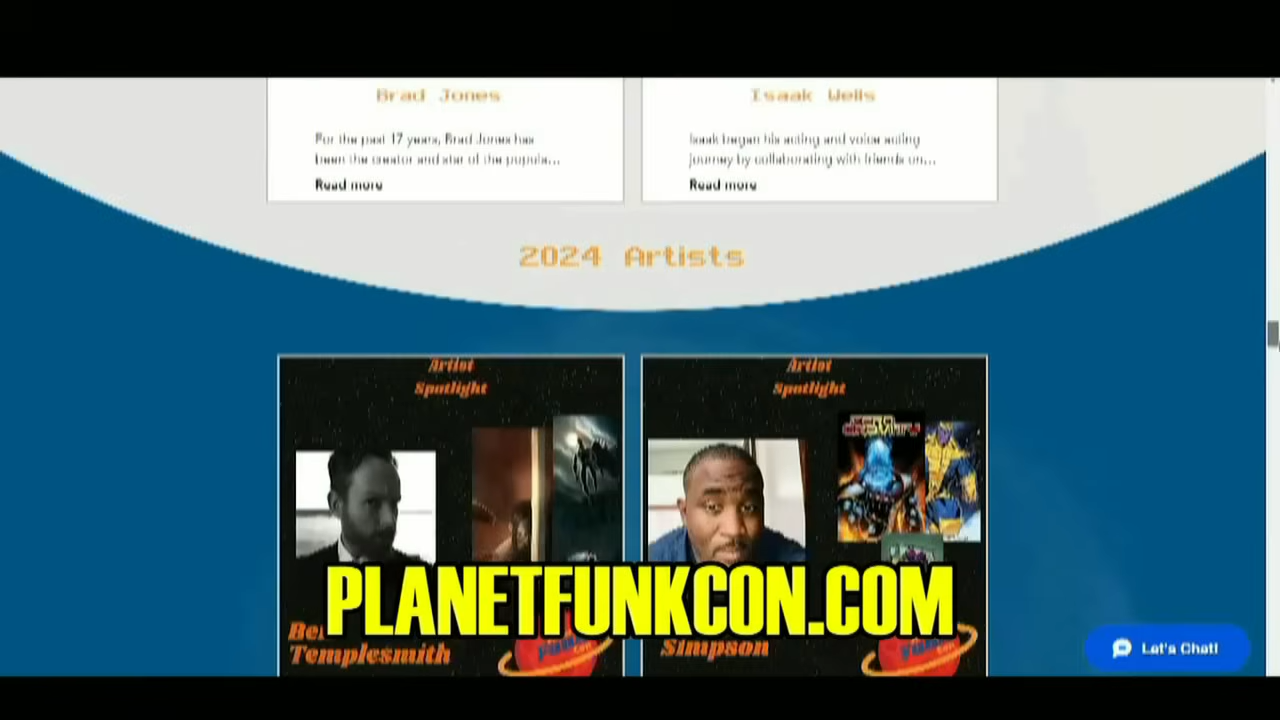 Brad Jones
Isaak Wells
For the past 17 years, Brad Jones has
been the creator and star of the popula...
Read more
Isaak began his acting and voice acting
journey by collaborating with friends on...
Read more
2024 Artists
Artist
Spotlight
Artist
Spotlight
PLANETFUNKCON.COM
Templesmith
Simpson
Let's Chat!